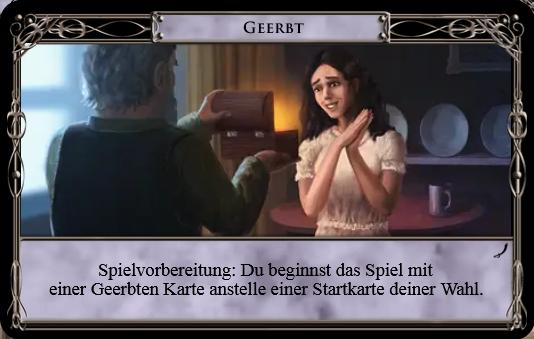 Geerbt
Spielvorbereitung: Du beginnst das Spiel mit
einer Geerbten Karte anstelle einer Startkarte deiner Wahl.